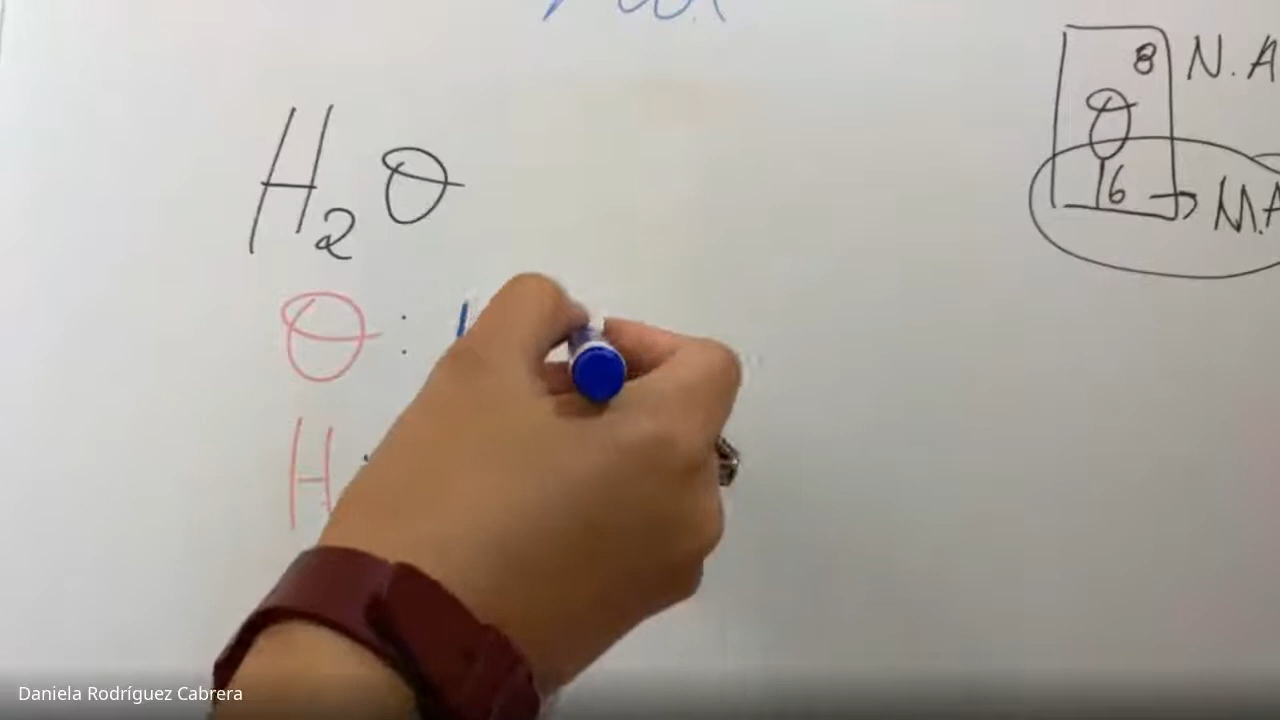 H₂O
O:
H:
8 N.A
O
16 → M.A
Daniela Rodríguez Cabrera